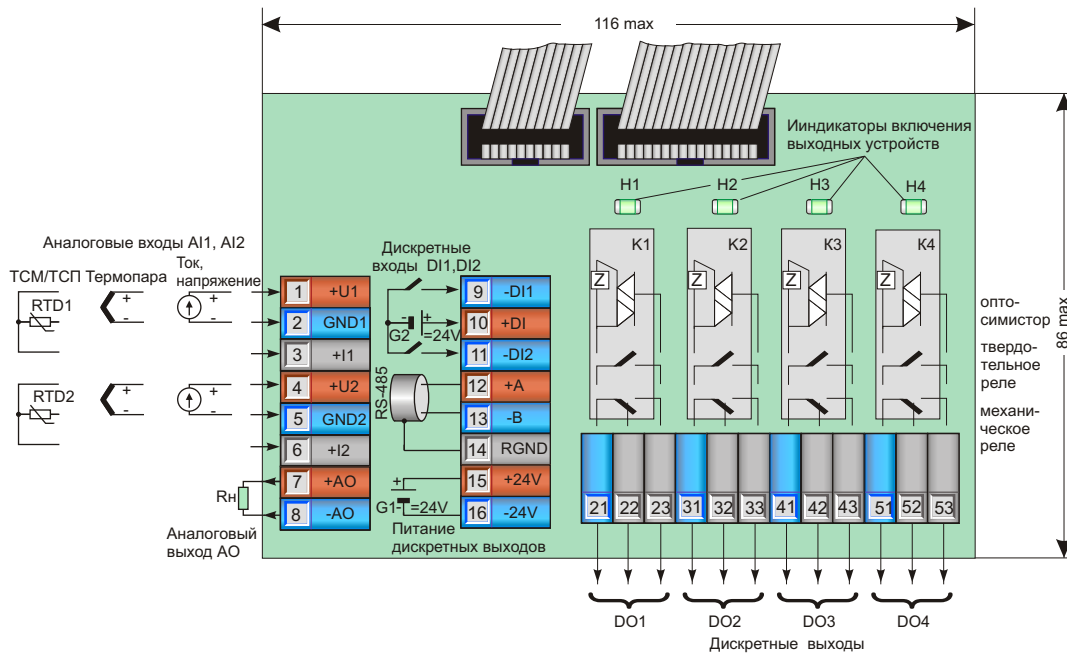 116 max
86 max
Ииндикаторы включения
выходных устройств
H1
H2
H3
H4
K1
K2
K3
K4
Z
Z
Z
Z
опто-
симистор
твердо-
тельное
реле
механи-
ческое
реле
Аналоговые входы AI1, AI2
ТСМ/ТСП
Термопара
Ток,
напряжение
RTD1
+
-
+
-
RTD2
+
-
+
-
1 +U1
2 GND1
3 +I1
4 +U2
5 GND2
6 +I2
7 +AO
8 -AO
Rн
Аналоговый
выход АО
Дискретные
входы DI1,DI2
- +
G2 =24V
RS-485
+
G1 - =24V
Питание
дискретных выходов
9 -DI1
10 +DI
11 -DI2
12 +A
13 -B
14 RGND
15 +24V
16 -24V
21 22 23 31 32 33 41 42 43 51 52 53
DO1 DO2 DO3 DO4
Дискретные выходы